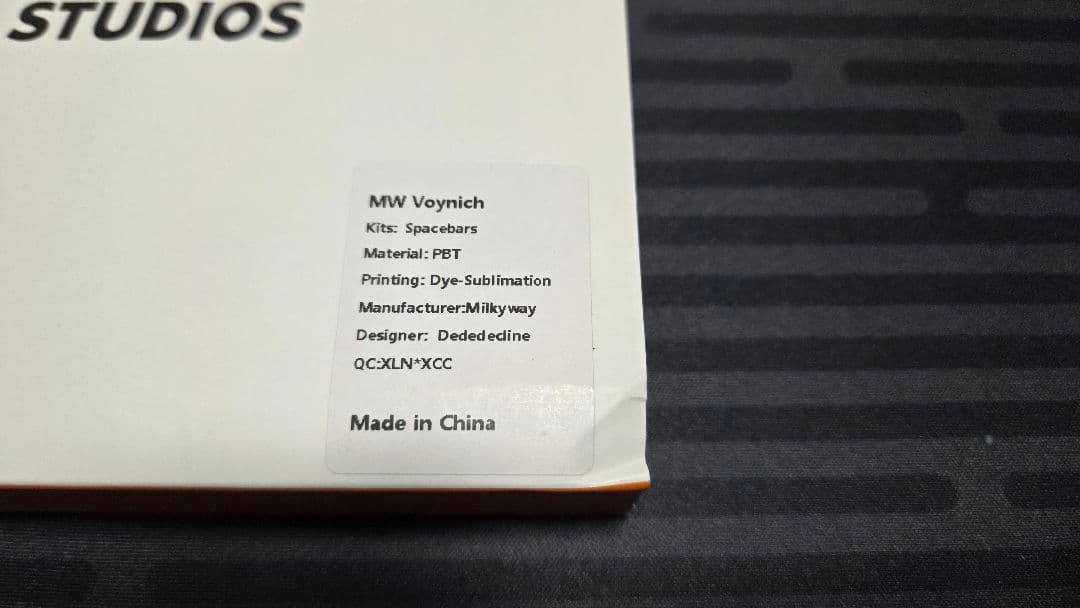 STUDIOS
MW Voynich
Kits: Spacebars
Material: PBT
Printing: Dye-Sublimation
Manufacturer:Milkyway
Designer: Dededecline
QC:XLN*XCC
Made in China